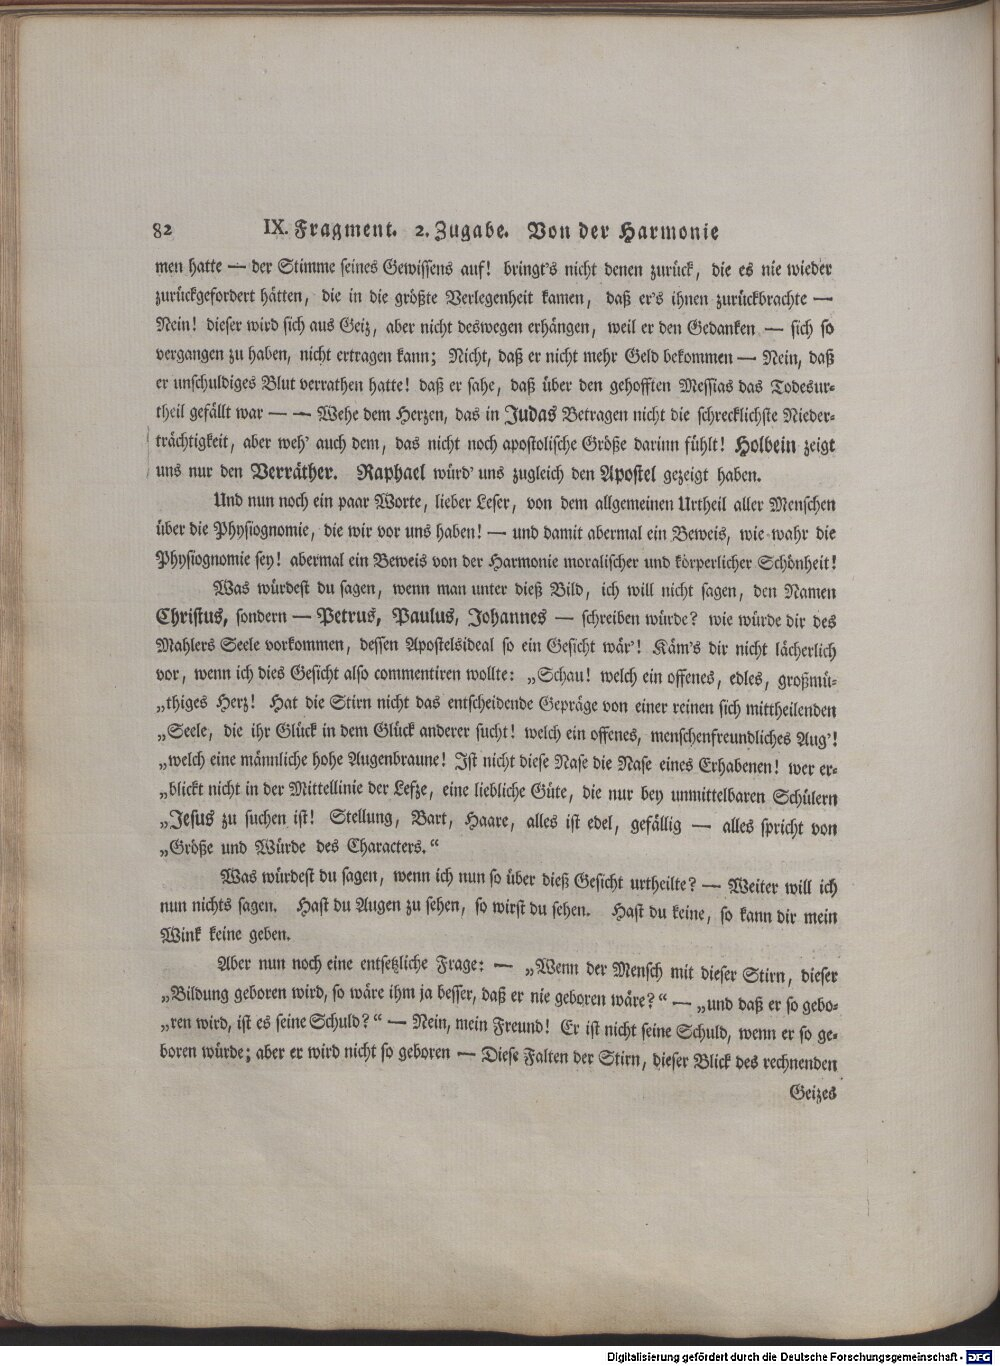 82 IX. Fragment. 2. Zugabe. Von der Harmonie
men hatte — der Stimme seines Gewissens auf! bringt's nicht denen zurück, die es nie wieder
zurückgefordert hätten, die in die größte Verlegenheit kamen, daß er's ihnen zurückbrachte —
Nein! dieser wird sich aus Geiz, aber nicht deswegen erhängen, weil er den Gedanken — sich so
vergangen zu haben, nicht ertragen kann; Nicht, daß er nicht mehr Geld bekommen — Nein, daß
er unschuldiges Blut verrathen hatte! daß er sahe, daß über den gehofften Messias das Todesur-
theil gefällt war — — Wehe dem Herzen, das in Judas Betragen nicht die schrecklichste Nieder-
trächtigkeit, aber weh' auch dem, das nicht noch apostolische Größe darinn fühlt! Holbein zeigt
uns nur den Verräther. Raphael würd' uns zugleich den Apostel gezeigt haben.
Und nun noch ein paar Worte, lieber Leser, von dem allgemeinen Urtheil aller Menschen
über die Physiognomie, die wir vor uns haben! — und damit abermal ein Beweis, wie wahr die
Physiognomie sey! abermal ein Beweis von der Harmonie moralischer und körperlicher Schönheit!
Was würdest du sagen, wenn man unter dieß Bild, ich will nicht sagen, den Namen
Christus, sondern — Petrus, Paulus, Johannes — schreiben würde? wie würde dir des
Mahlers Seele vorkommen, dessen Apostelsideal so ein Gesicht wär'! Käm's dir nicht lächerlich
vor, wenn ich dies Gesicht also commentiren wollte: „Schau! welch ein offenes, edles, großmü-
„thiges Herz! Hat die Stirn nicht das entscheidende Gepräge von einer reinen sich mittheilenden
„Seele, die ihr Glück in dem Glück anderer sucht! welch ein offenes, menschenfreundliches Aug'!
„welch eine männliche hohe Augenbraune! Ist nicht diese Nase die Nase eines Erhabenen! wer er-
„blickt nicht in der Mittellinie der Lefze, eine liebliche Güte, die nur bey unmittelbaren Schülern
„Jesus zu suchen ist! Stellung, Bart, Haare, alles ist edel, gefällig — alles spricht von
„Größe und Würde des Characters.“
Was würdest du sagen, wenn ich nun so über dieß Gesicht urtheilte? — Weiter will ich
nun nichts sagen. Hast du Augen zu sehen, so wirst du sehen. Hast du keine, so kann dir mein
Wink keine geben.
Aber nun noch eine entsetzliche Frage: — „Wenn der Mensch mit dieser Stirn, dieser
„Bildung geboren wird, so wäre ihm ja besser, daß er nie geboren wäre?“ — „und daß er so gebo-
„ren wird, ist es seine Schuld?“ — Nein, mein Freund! Er ist nicht seine Schuld, wenn er so ge-
boren würde; aber er wird nicht so geboren — Diese Falten der Stirn, dieser Blick des rechnenden
Geizes
Digitalisierung gefördert durch die Deutsche Forschungsgemeinschaft - DFG